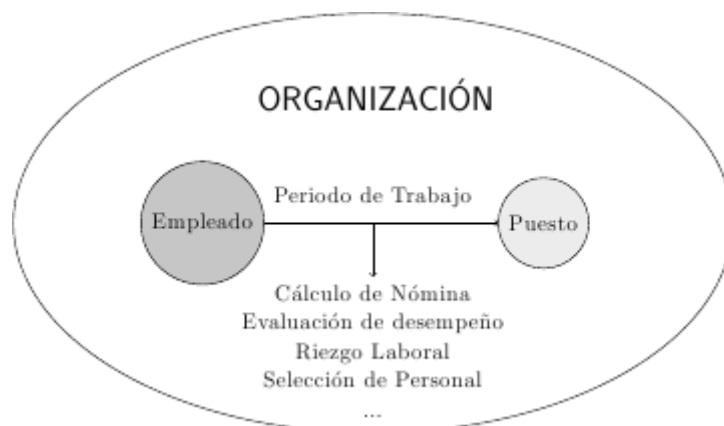 ORGANIZACIÓN
Periodo de Trabajo
Empleado
Puesto
Cálculo de Nómina
Evaluación de desempeño
Riezgo Laboral
Selección de Personal
...